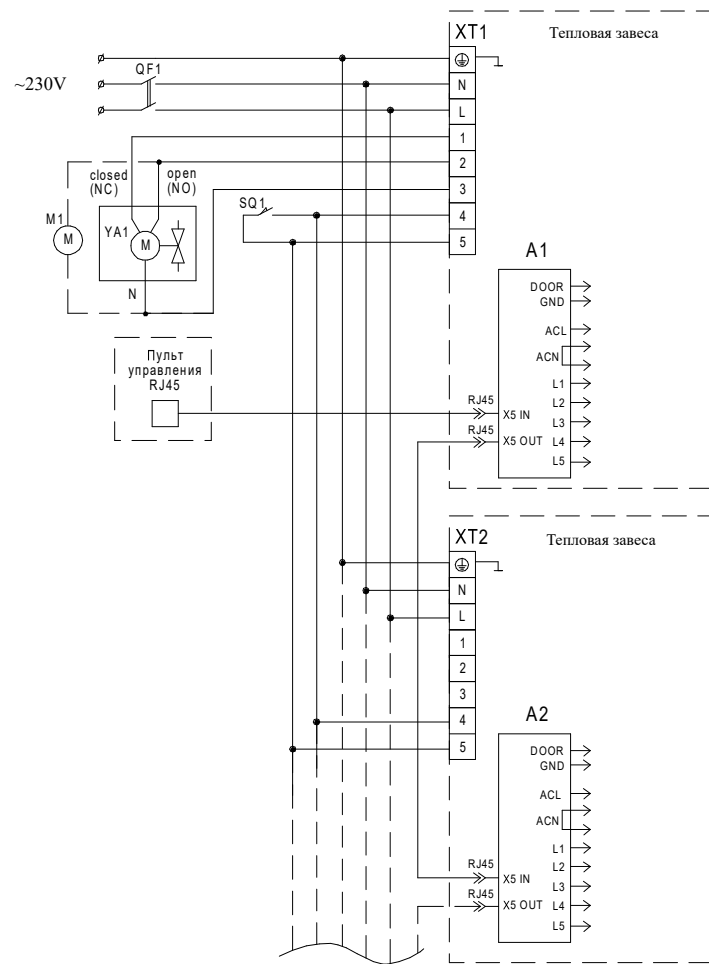 XT1
Тепловая завеса
~230V
QF1
N
L
1
2
3
4
5
closed
(NC)
open
(NO)
M1
M
YA1
M
N
SQ1
A1
DOOR
GND
ACL
ACN
L1
L2
L3
L4
L5
Пульт
управления
RJ45
RJ45
X5 IN
RJ45
X5 OUT
XT2
Тепловая завеса
N
L
1
2
3
4
5
A2
DOOR
GND
ACL
ACN
L1
L2
L3
L4
L5
RJ45
X5 IN
RJ45
X5 OUT